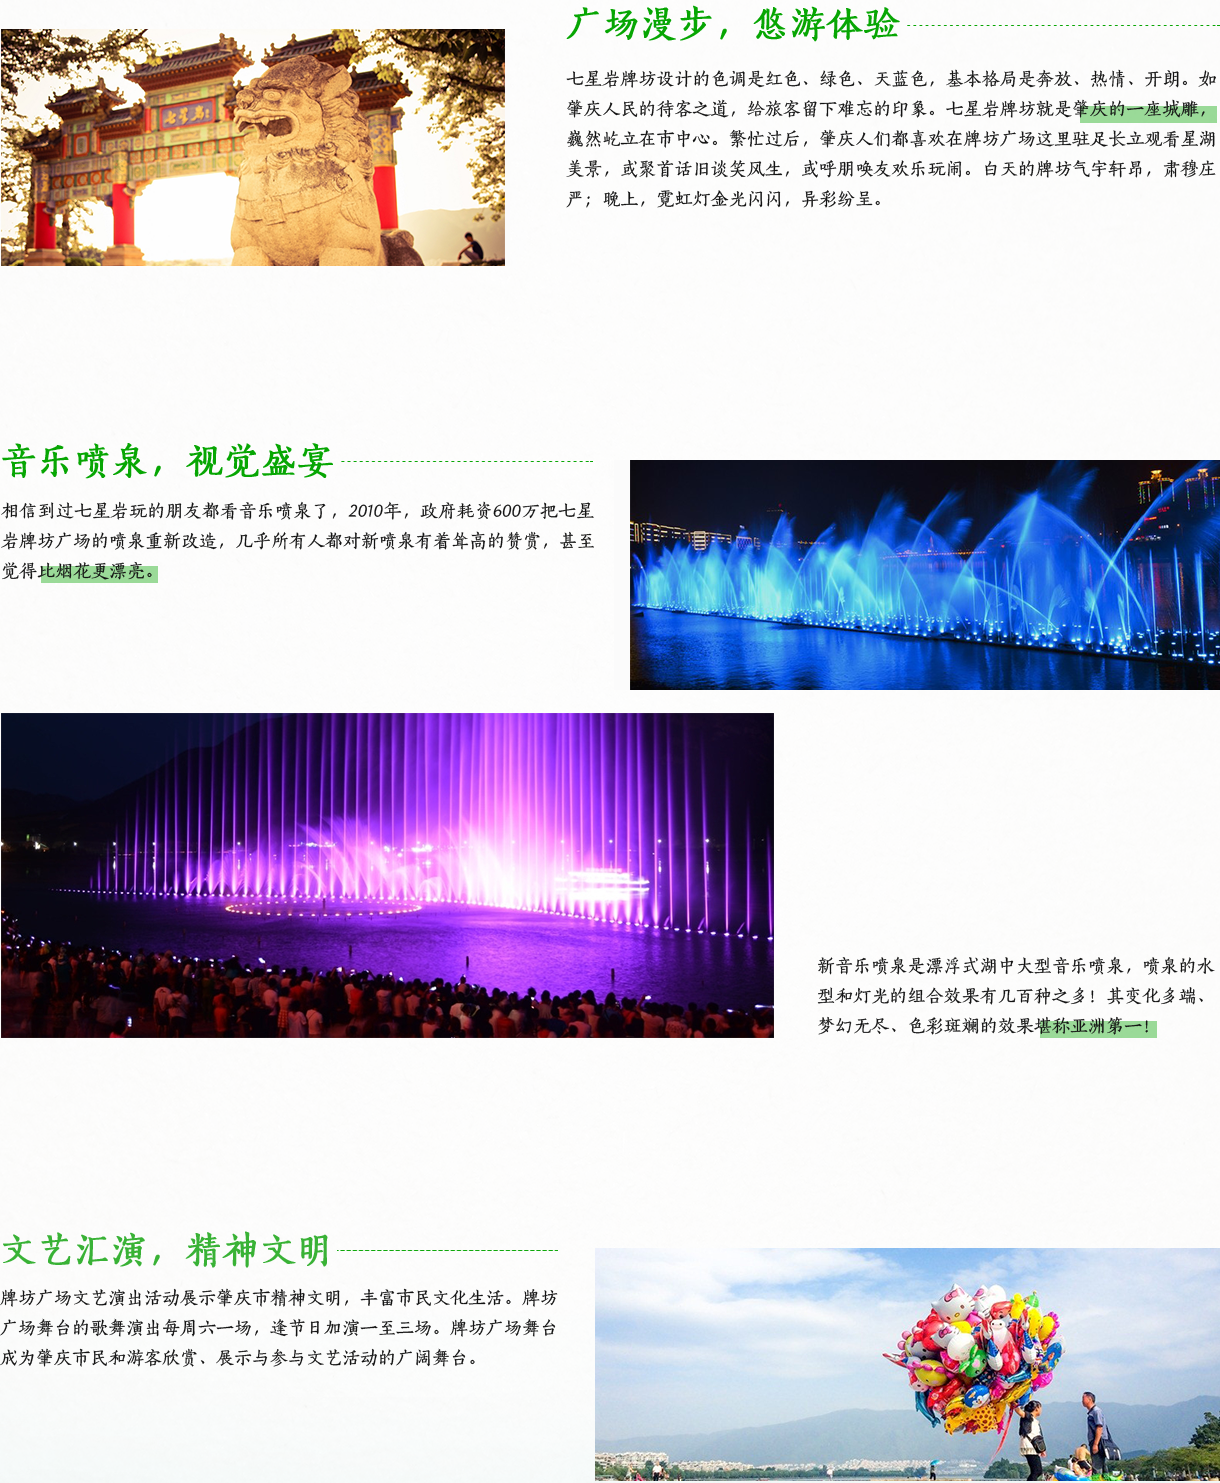 广场漫步，悠游体验
七星岩牌坊设计的色调是红色、绿色、天蓝色，基本格局是奔放、热情、开朗。如
肇庆人民的待客之道，给旅客留下难忘的印象。七星岩牌坊就是肇庆的一座城雕，
巍然屹立在市中心。繁忙过后，肇庆人们都喜欢在牌坊广场这里驻足长立观看星湖
美景，或聚首话旧谈笑风生，或呼朋唤友欢乐玩闹。白天的牌坊气宇轩昂，肃穆庄
严；晚上，霓虹灯金光闪闪，异彩纷呈。
七星岩
音乐喷泉，视觉盛宴
相信到过七星岩玩的朋友都看音乐喷泉了，2010年，政府耗资600万把七星
岩牌坊广场的喷泉重新改造，几乎所有人都对新喷泉有着耸高的赞赏，甚至
觉得比烟花更漂亮。
新音乐喷泉是漂浮式湖中大型音乐喷泉，喷泉的水
型和灯光的组合效果有几百种之多！其变化多端、
梦幻无尽、色彩斑斓的效果堪称亚洲第一！
文艺汇演，精神文明
牌坊广场文艺演出活动展示肇庆市精神文明，丰富市民文化生活。牌坊
广场舞台的歌舞演出每周六一场，逢节日加演一至三场。牌坊广场舞台
成为肇庆市民和游客欣赏、展示与参与文艺活动的广阔舞台。